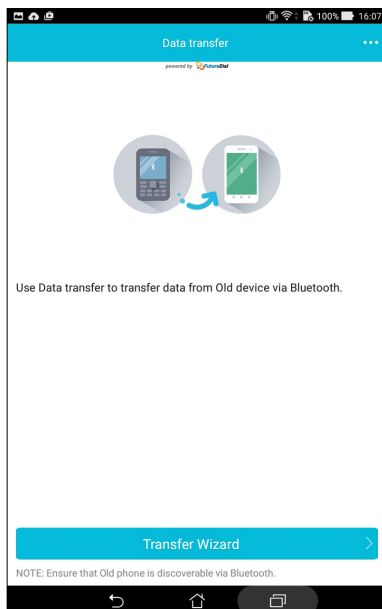 100% 16:07
Data transfer
powered by FutureDial
Use Data transfer to transfer data from Old device via Bluetooth.
Transfer Wizard
NOTE: Ensure that Old phone is discoverable via Bluetooth.